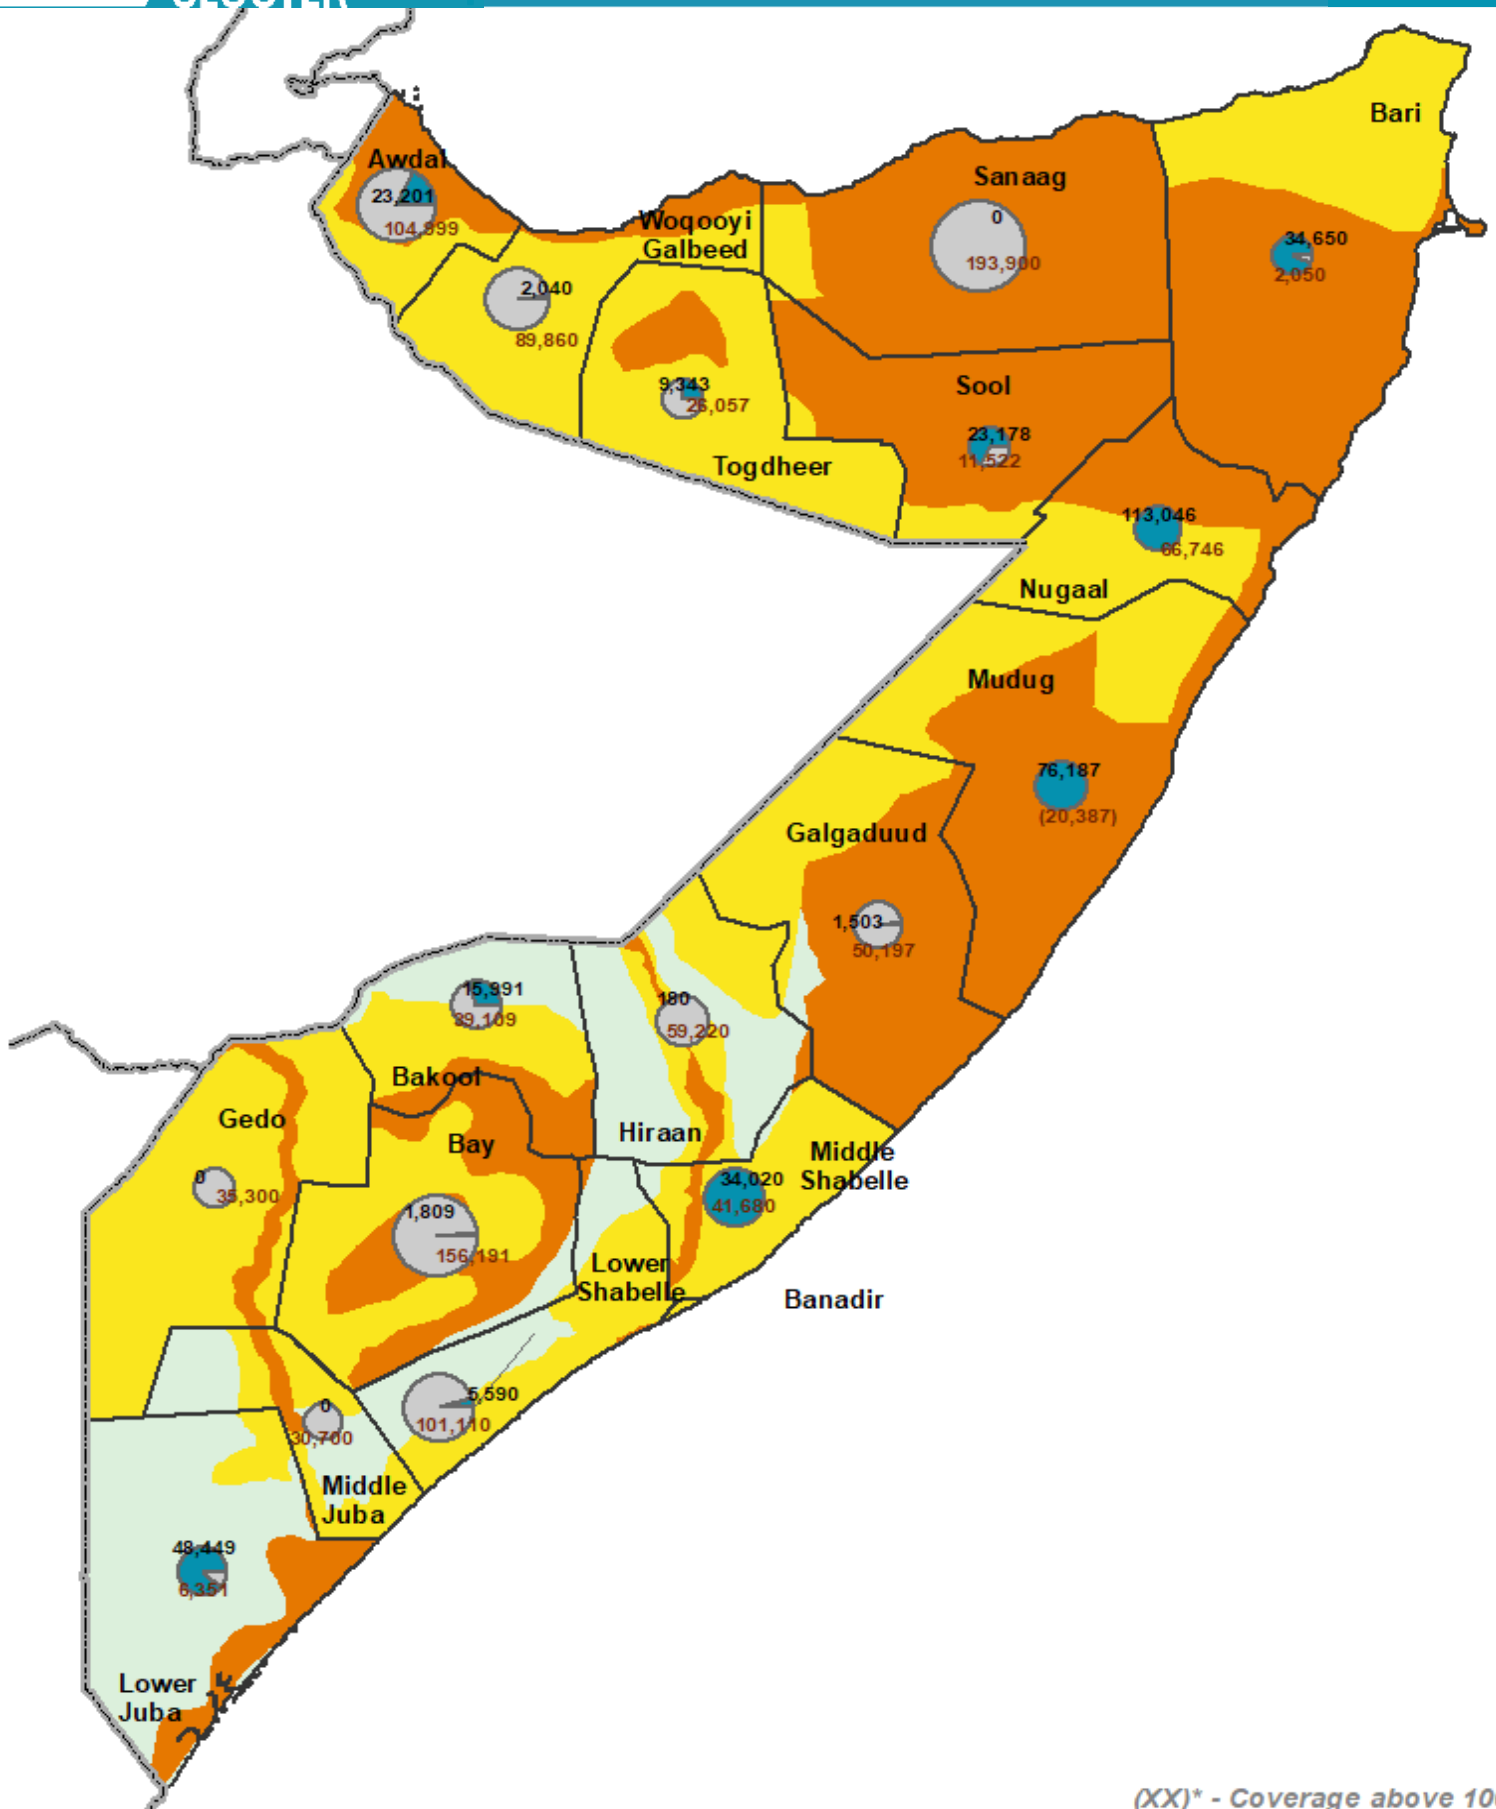 CLUSTER
Bari
Awdal
23,201
104,999
Sanaag
0
193,900
Woqooyi
Galbeed
34,650
2,050
2,040
89,860
9,343
26,057
Sool
23,178
11,522
Togdheer
113,046
66,746
Nugaal
Mudug
76,187
(20,387)
Galgaduud
1,503
50,197
15,991
39,109
180
59,220
Bakool
Gedo
Bay
Hiraan
Middle
Shabelle
0
35,300
34,020
41,680
1,809
156,191
Lower
Shabelle
Banadir
5,590
101,110
0
30,700
Middle
Juba
48,449
6,351
Lower
Juba
(XX)* - Coverage above 10